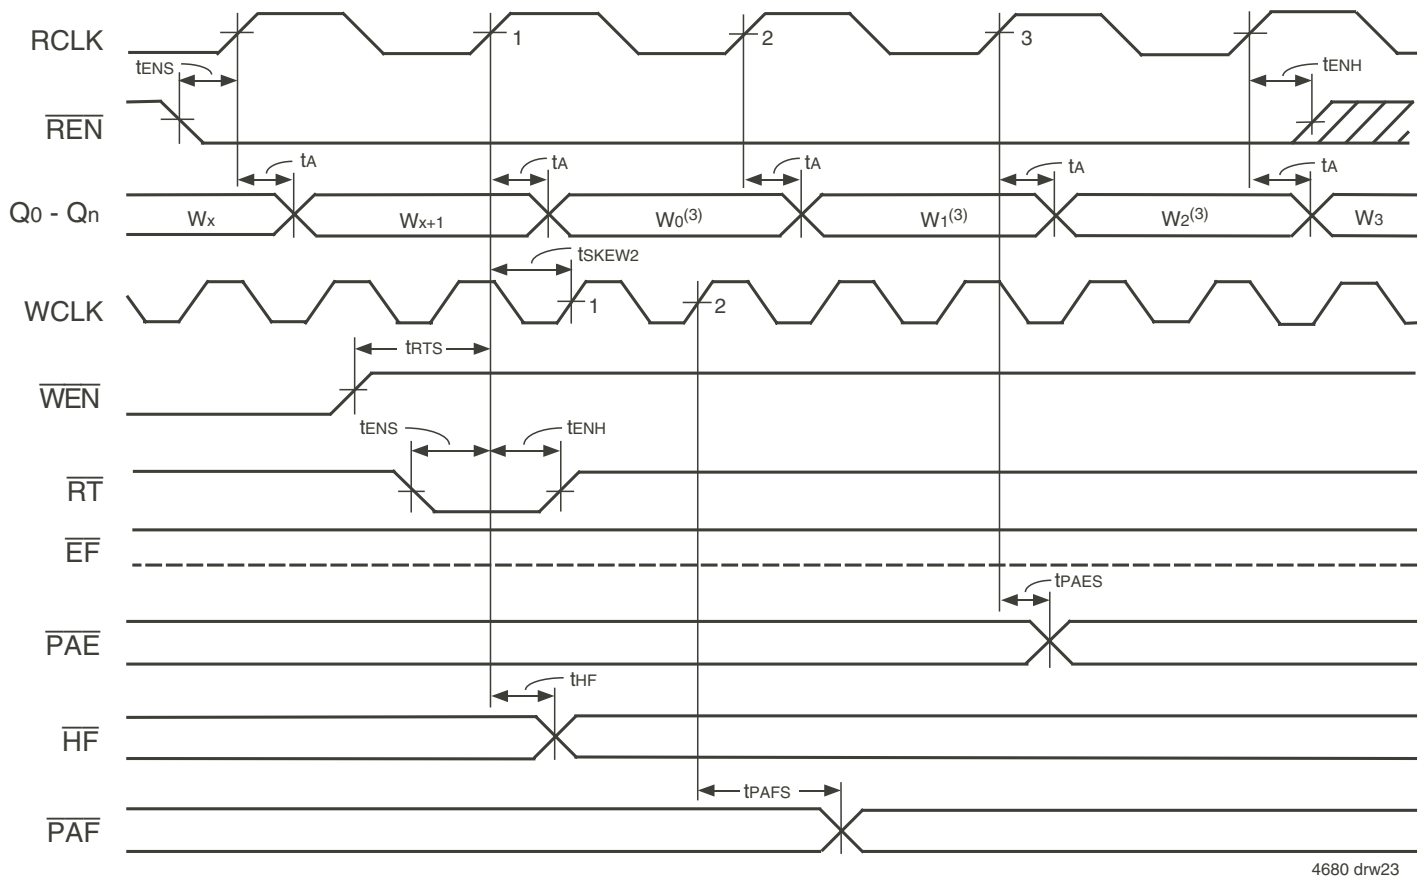 RCLK
1
2
3
tENS
tENH
REN
tA
tA
tA
tA
tA
Q0 - Qn
Wx
Wx+1
W0(3)
W1(3)
W2(3)
W3
tSKEW2
WCLK
1
2
tRTS
WEN
tENS
tENH
RT
EF
tPAES
PAE
tHF
HF
tPAFS
PAF
4680 drw23